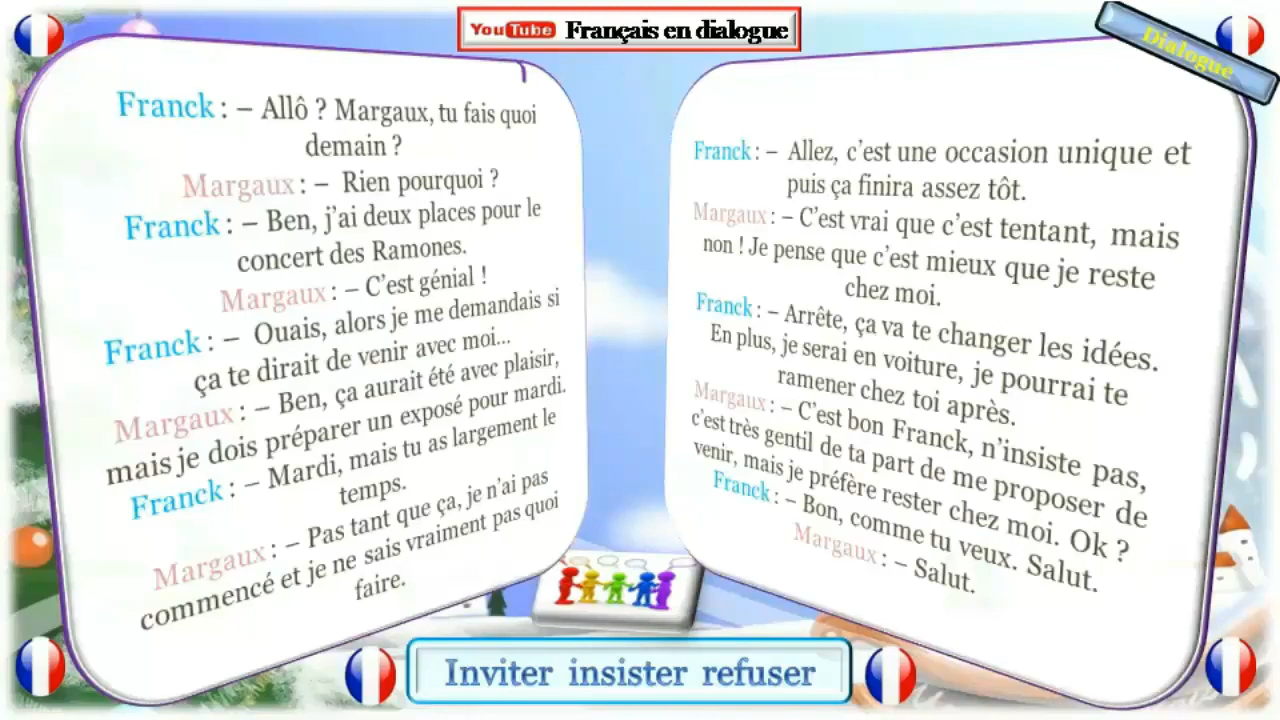 YouTube Français en dialogue
Dialogue
Franck : – Allô ? Margaux, tu fais quoi
demain ?
Margaux : – Rien pourquoi ?
Franck : – Ben, j'ai deux places pour le
concert des Ramones.
Margaux : – C'est génial !
Franck : – Ouais, alors je me demandais si
ça te dirait de venir avec moi...
Margaux : – Ben, ça aurait été avec plaisir,
mais je dois préparer un exposé pour mardi.
Franck : – Mardi, mais tu as largement le
temps.
Margaux : – Pas tant que ça, je n'ai pas
commencé et je ne sais vraiment pas quoi
faire.
Franck : – Allez, c'est une occasion unique et
puis ça finira assez tôt.
Margaux : – C'est vrai que c'est tentant, mais
non ! Je pense que c'est mieux que je reste
chez moi.
Franck : – Arrête, ça va te changer les idées.
En plus, je serai en voiture, je pourrai te
ramener chez toi après.
Margaux : – C'est bon Franck, n'insiste pas,
c'est très gentil de ta part de me proposer de
venir, mais je préfère rester chez moi. Ok ?
Franck : – Bon, comme tu veux. Salut.
Margaux : – Salut.
Inviter insister refuser